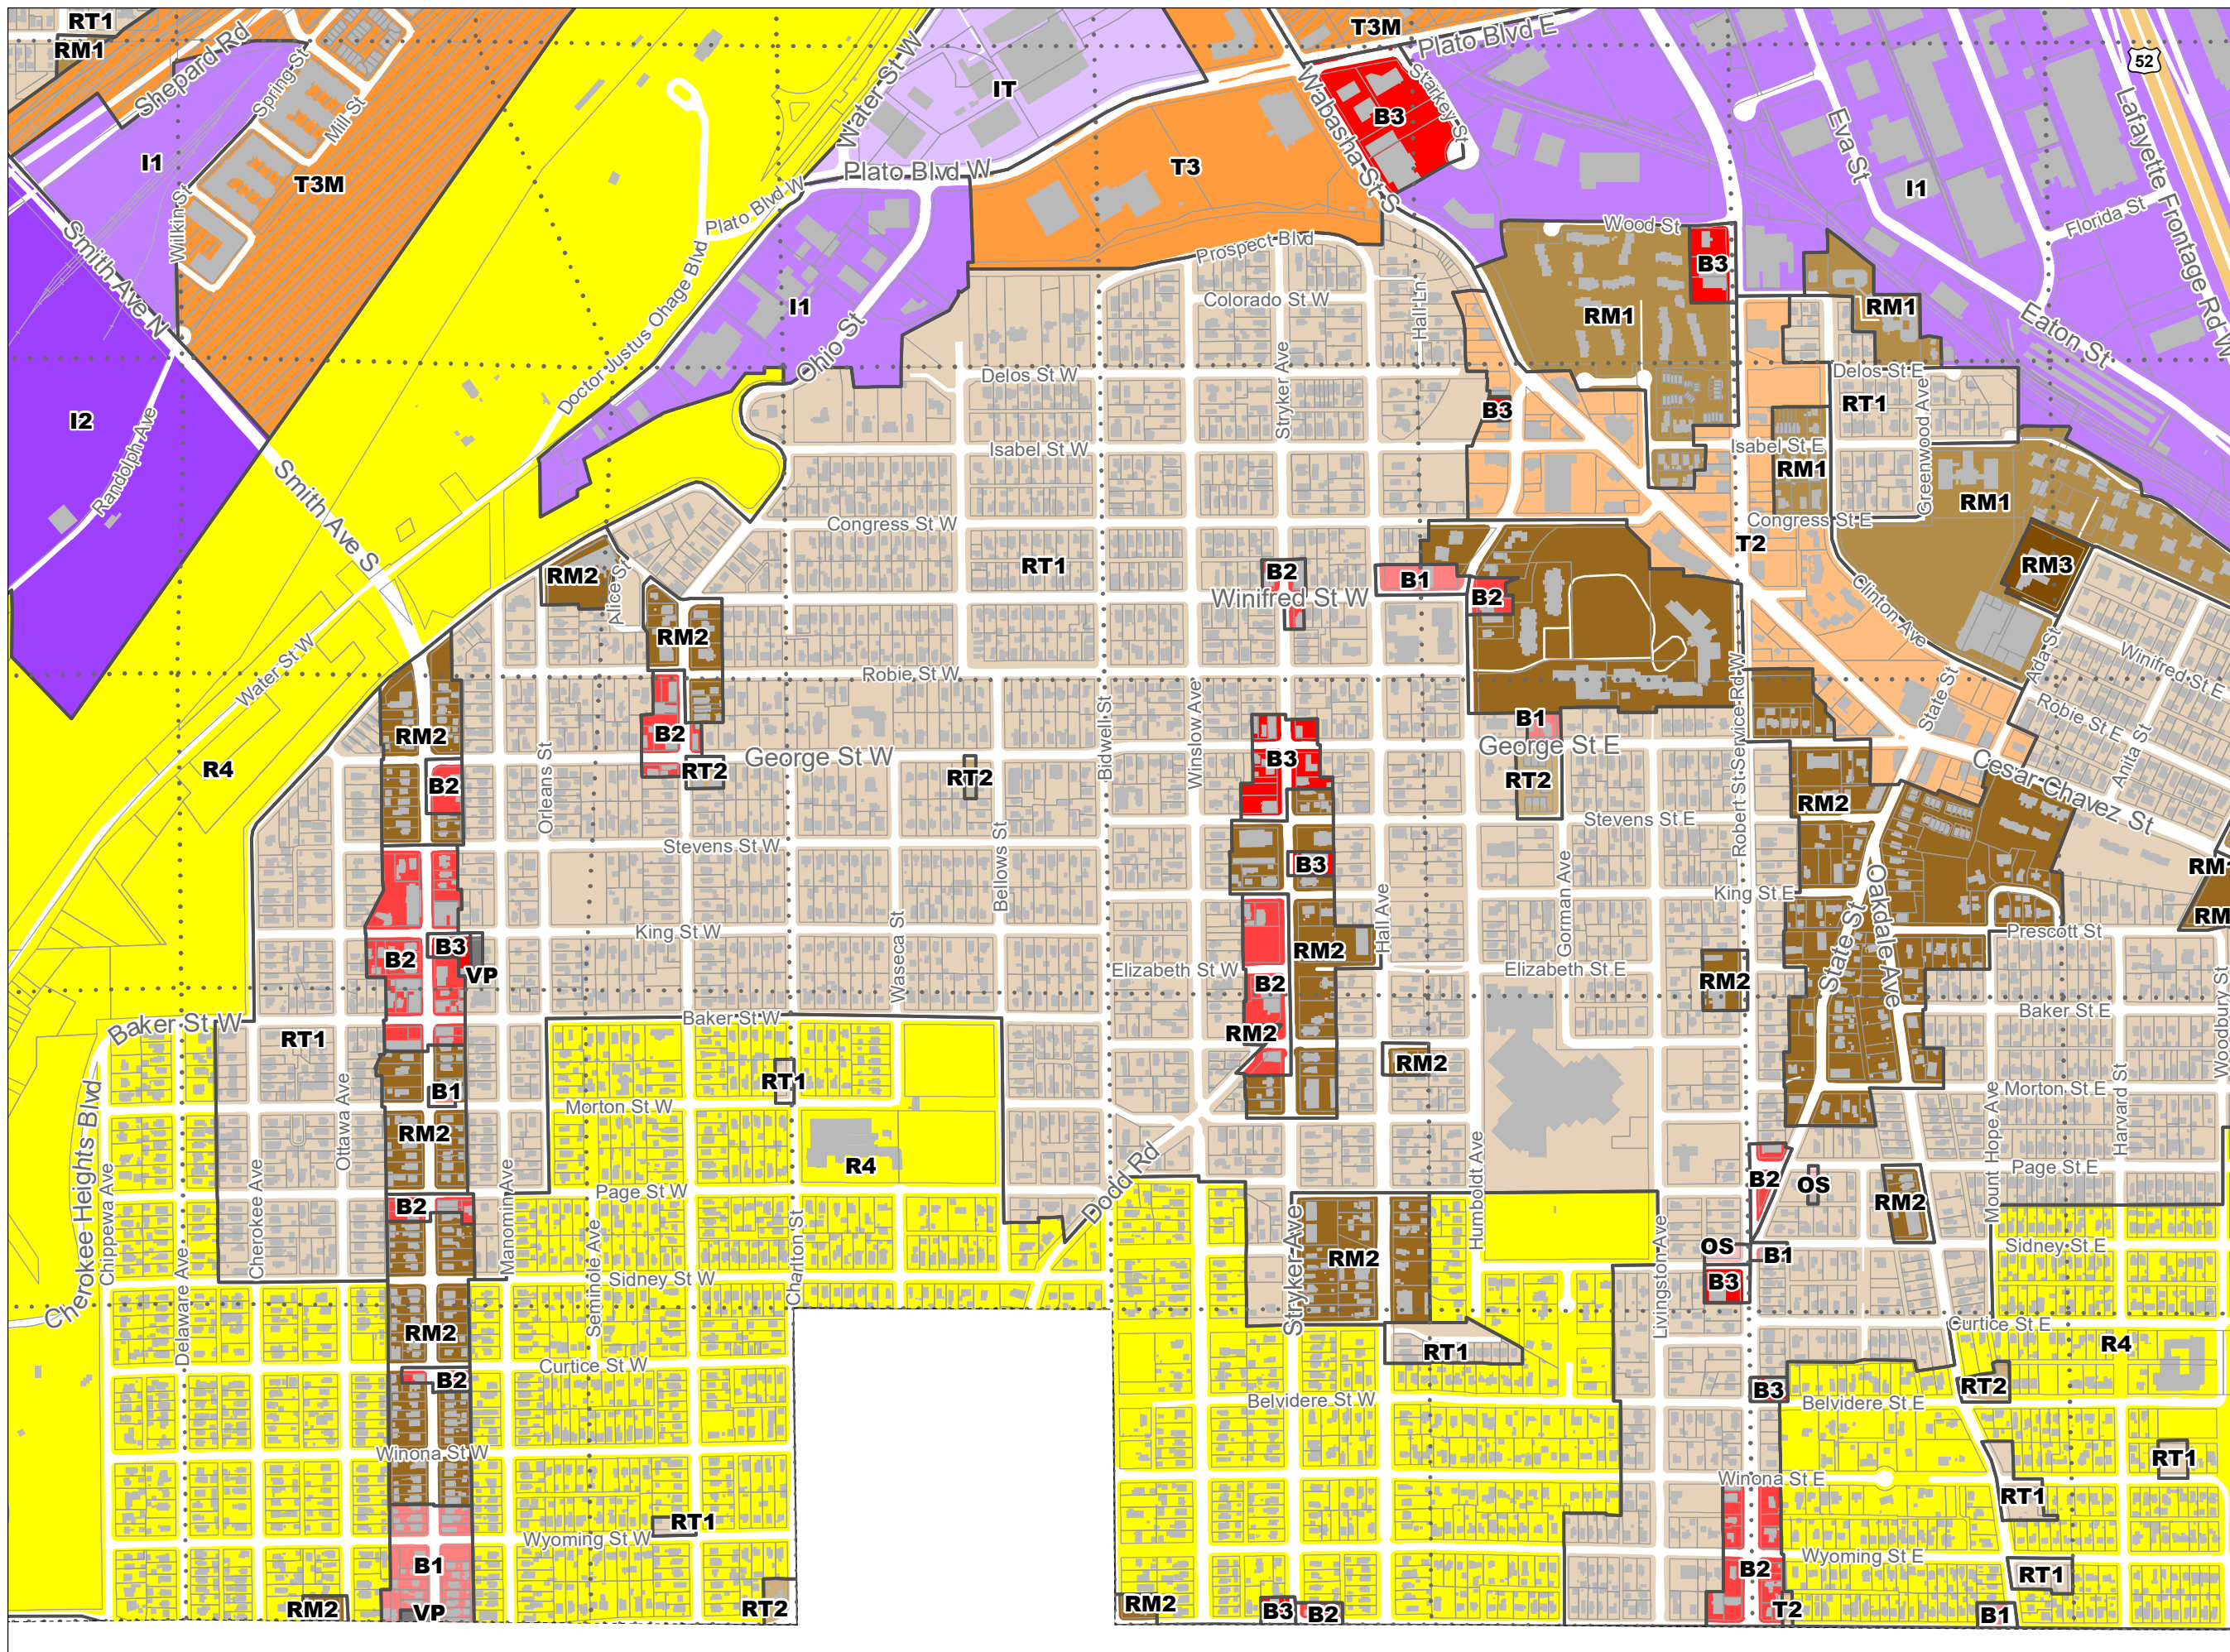 RT1
T3M
Plato Blvd E
RM1
Shepard Rd
Water St W
52
Spring St
IT
Starkey St
Mill St
B3
Wabasha St S
Eva St
Lafayette Frontage Rd W
I1
T3M
Plato Blvd W
T3
I1
Plato Blvd W
Wilkin St
Florida St
Smith Ave N
Prospect Blvd
Wood St
B3
Doctor Justus Ohage Blvd
Colorado St W
Hall Ln
I1
RM1
RM1
Eaton St
Ohio St
Stryker Ave
Delos St W
Delos St E
I2
B3
RT1
Greenwood Ave
Randolph Ave
Isabel St W
Isabel St E
RM1
RM1
Smith Ave S
Congress St W
Congress St E
T2
RT1
RM3
RM2
Alice St
B2
B1
Winifred St W
B2
Clinton Ave
RM2
Ada St
Winifred St E
Water St W
Robie St W
Robert St Service Rd W
State St
Robie St E
Bidwell St
Winslow Ave
RM2
B2
B1
George St W
George St E
Anita St
R4
B2
Orleans St
RT2
RT2
B3
RT2
Cesar Chavez St
RM2
Stevens St W
Stevens St E
Bellows St
B3
Gorman Ave
King St E
Oakdale Ave
RM1
Hall Ave
Waseca St
King St W
RM2
State St
Prescott St
RM
B2
B3
VP
Elizabeth St W
B2
Elizabeth St E
RM2
Woodbury St
Baker St W
Baker St W
RM2
Baker St E
RT1
RT1
RM2
Ottawa Ave
B1
Morton St W
Morton St E
Cherokee Heights Blvd
RM2
Mount Hope Ave
Harvard St
R4
Dodd Rd
Humboldt Ave
Page St E
Chippewa Ave
Cherokee Ave
Manomin Ave
Page St W
B2
OS
RM2
B2
Seminole Ave
Charlton St
Stryker Ave
RM2
Livingston Ave
OS
B1
Sidney St E
Sidney St W
B3
Delaware Ave
RM2
Curtice St E
R4
RT1
Curtice St W
B2
B3
RT2
Belvidere St W
Belvidere St E
Winona St W
RT1
Winona St E
RT1
RT1
Wyoming St W
Wyoming St E
B1
B2
RT1
RM2
VP
RT2
RM2
B3
B2
T2
B1